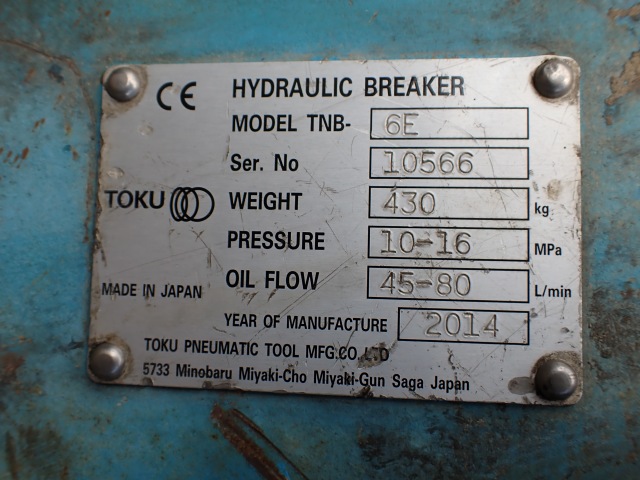 CE HYDRAULIC BREAKER
MODEL TNB- 6E
Ser. No 10566
TOKU WEIGHT 430 kg
PRESSURE 10-16 MPa
MADE IN JAPAN OIL FLOW 45-80 L/min
YEAR OF MANUFACTURE 2014
TOKU PNEUMATIC TOOL MFG.CO.L.D
5733 Minobaru Miyaki-Cho Miyaki-Gun Saga Japan